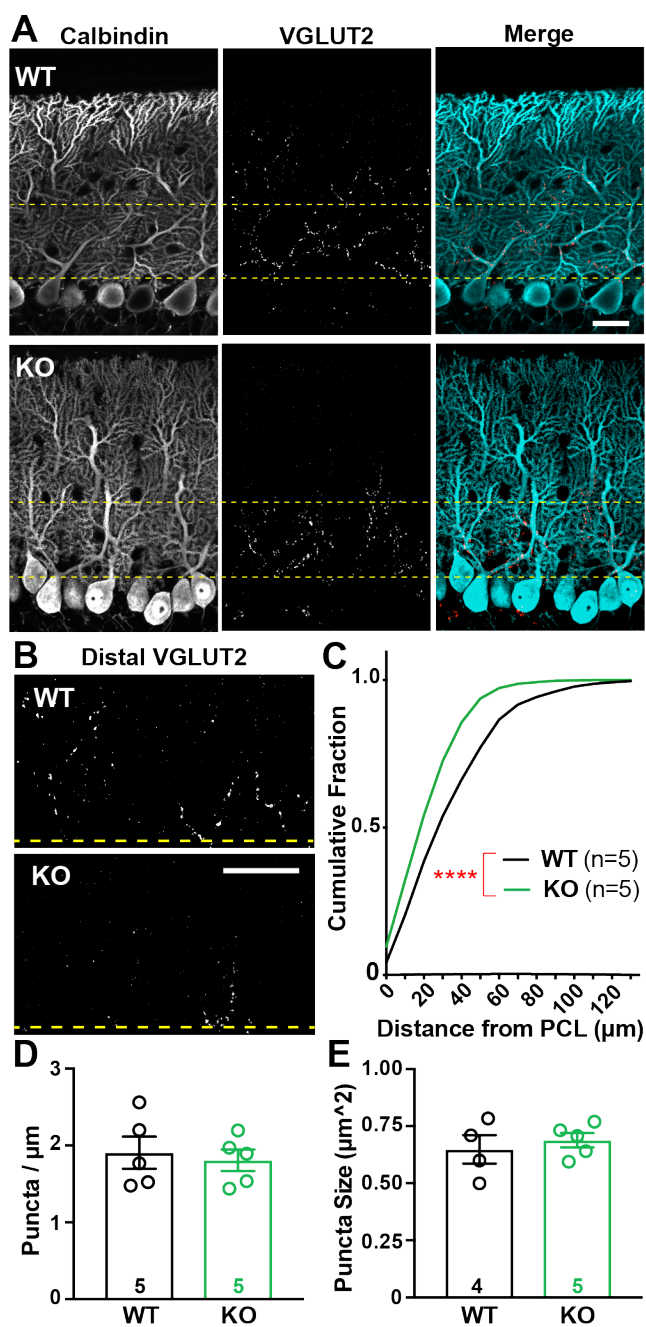 A
Calbindin VGLUT2 Merge
WT
KO
B
Distal VGLUT2
WT
KO
C
Cumulative Fraction
1.0
0.5
0
WT (n=5)
**** KO (n=5)
0 20 40 60 80 100 120
Distance from PCL (µm)
D
Puncta / µm
3
2
1
0
5 5
WT KO
E
Puncta Size (µm^2)
1.00
0.75
0.50
0.25
0
4 5
WT KO